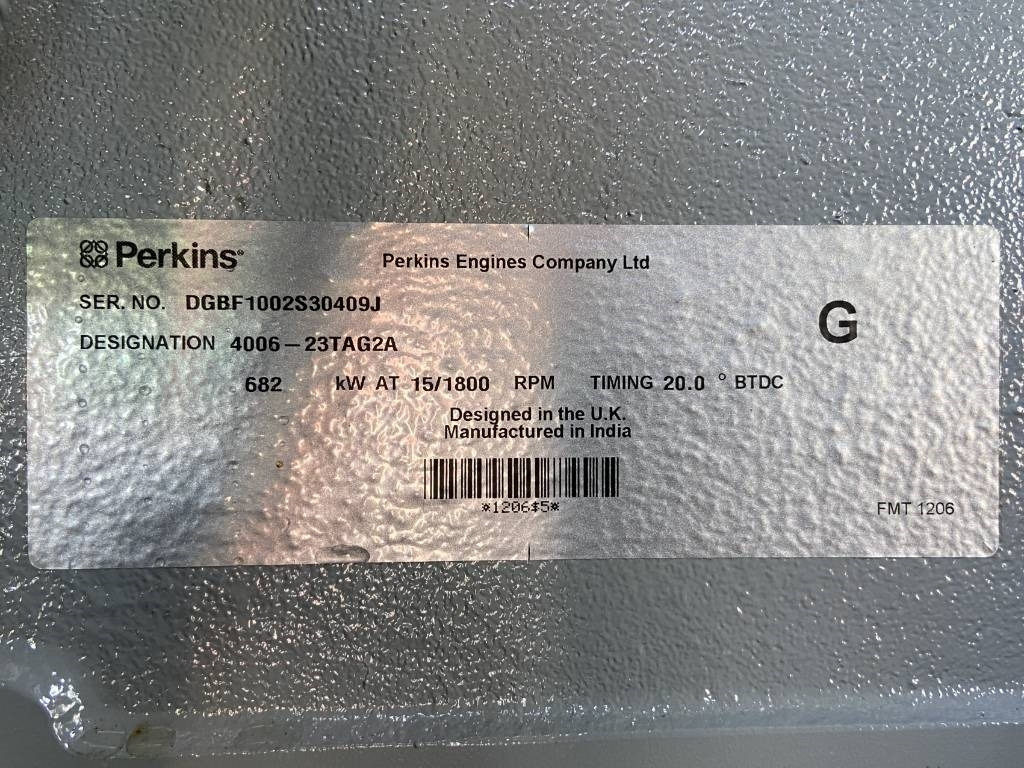 Perkins® Perkins Engines Company Ltd
SER. NO. DGBF1002S30409J
G
DESIGNATION 4006-23TAG2A
682 kW AT 15/1800 RPM TIMING 20.0 ° BTDC
Designed in the U.K.
Manufactured in India
*1206$5*
FMT 1206